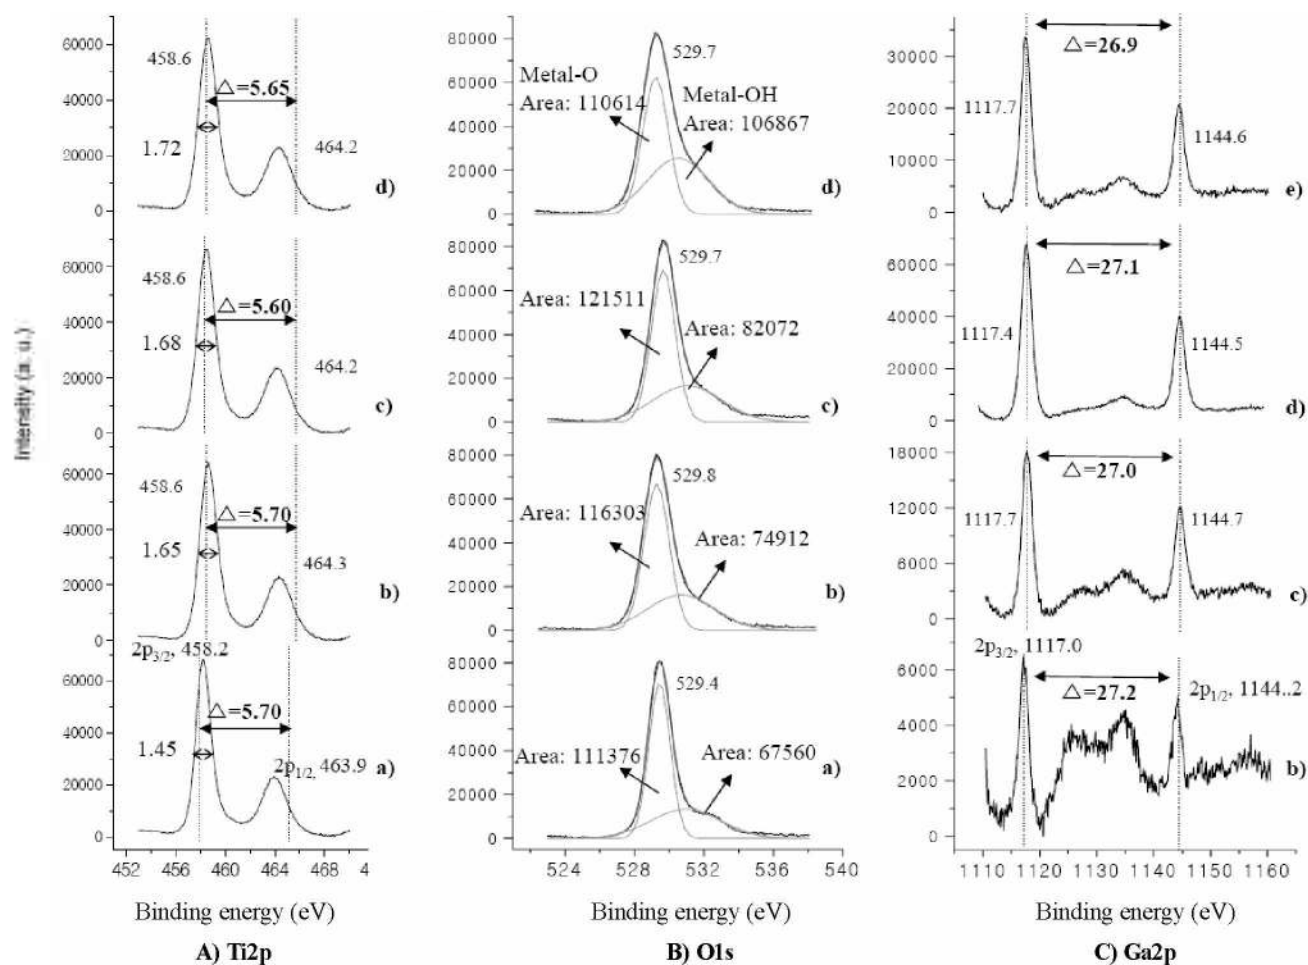 Intensity (a. u.)
60000
40000
20000
0
458.6
△=5.65
1.72
464.2
d)
60000
40000
20000
0
458.6
△=5.60
1.68
464.2
c)
60000
40000
20000
0
458.6
△=5.70
1.65
464.3
b)
2p3/2, 458.2
60000
40000
20000
0
△=5.70
1.45
2p1/2, 463.9
a)
452 456 460 464 468 4
Binding energy (eV)
A) Ti2p
80000
60000
40000
20000
0
529.7
Metal-O
Area: 110614
Metal-OH
Area: 106867
d)
80000
60000
40000
20000
0
529.7
Area: 121511
Area: 82072
c)
80000
60000
40000
20000
0
529.8
Area: 116303
Area: 74912
b)
80000
60000
40000
20000
0
529.4
Area: 111376
Area: 67560
a)
524 528 532 536 540
Binding energy (eV)
B) O1s
30000
20000
10000
0
△=26.9
1117.7
1144.6
e)
60000
40000
20000
0
△=27.1
1117.4
1144.5
d)
18000
12000
6000
0
△=27.0
1117.7
1144.7
c)
2p3/2, 1117.0
6000
4000
2000
0
△=27.2
2p1/2, 1144..2
b)
1110 1120 1130 1140 1150 1160
Binding energy (eV)
C) Ga2p